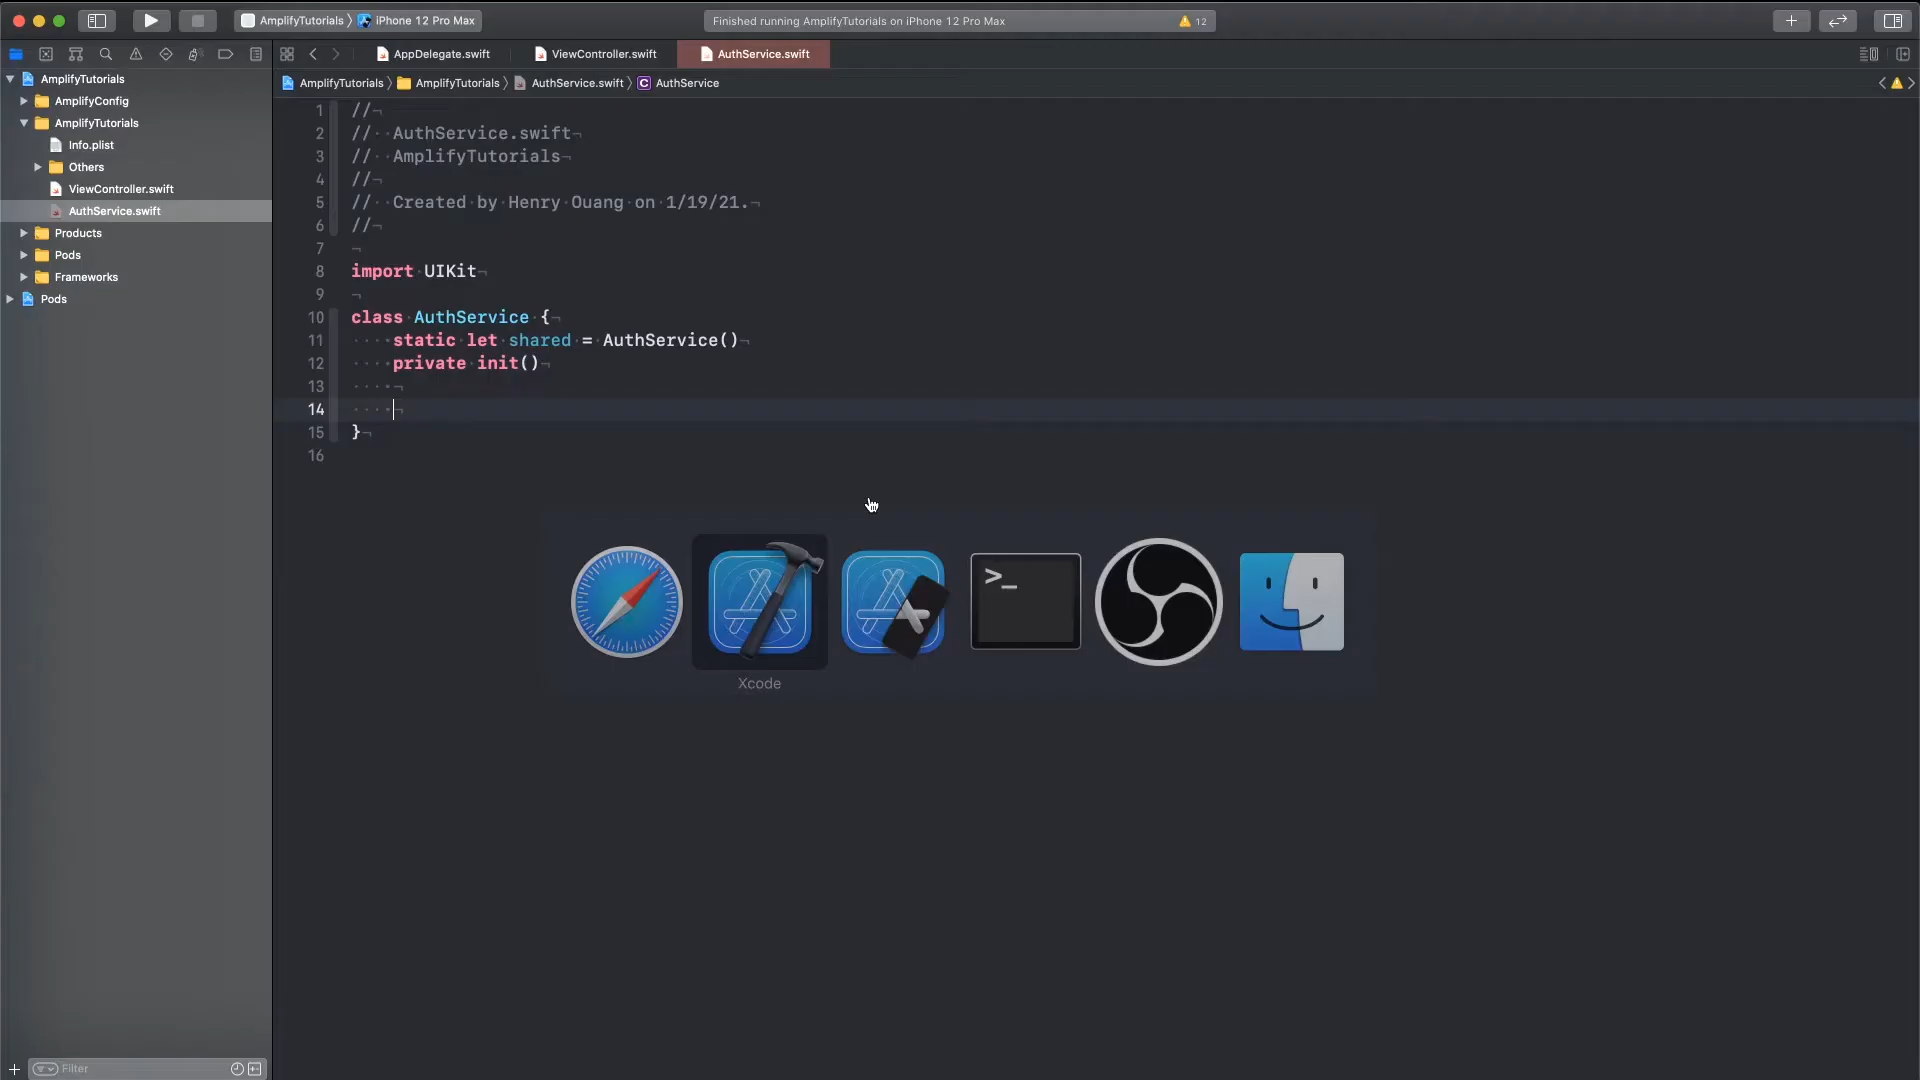 AmplifyTutorials 〉 iPhone 12 Pro Max
Finished running AmplifyTutorials on iPhone 12 Pro Max
12
AppDelegate.swift
ViewController.swift
AuthService.swift
AmplifyTutorials
AmplifyConfig
AmplifyTutorials
Info.plist
Others
ViewController.swift
AuthService.swift
Products
Pods
Frameworks
Pods
AmplifyTutorials 〉 AmplifyTutorials 〉 AuthService.swift 〉 C AuthService
1 //
2 // AuthService.swift
3 // AmplifyTutorials
4 //
5 // Created by Henry Ouang on 1/19/21.
6 //
7
8 import UIKit
9
10 class AuthService {
11 static let shared = AuthService()
12 private init()
13
14
15 }
16
>_
Xcode
Filter